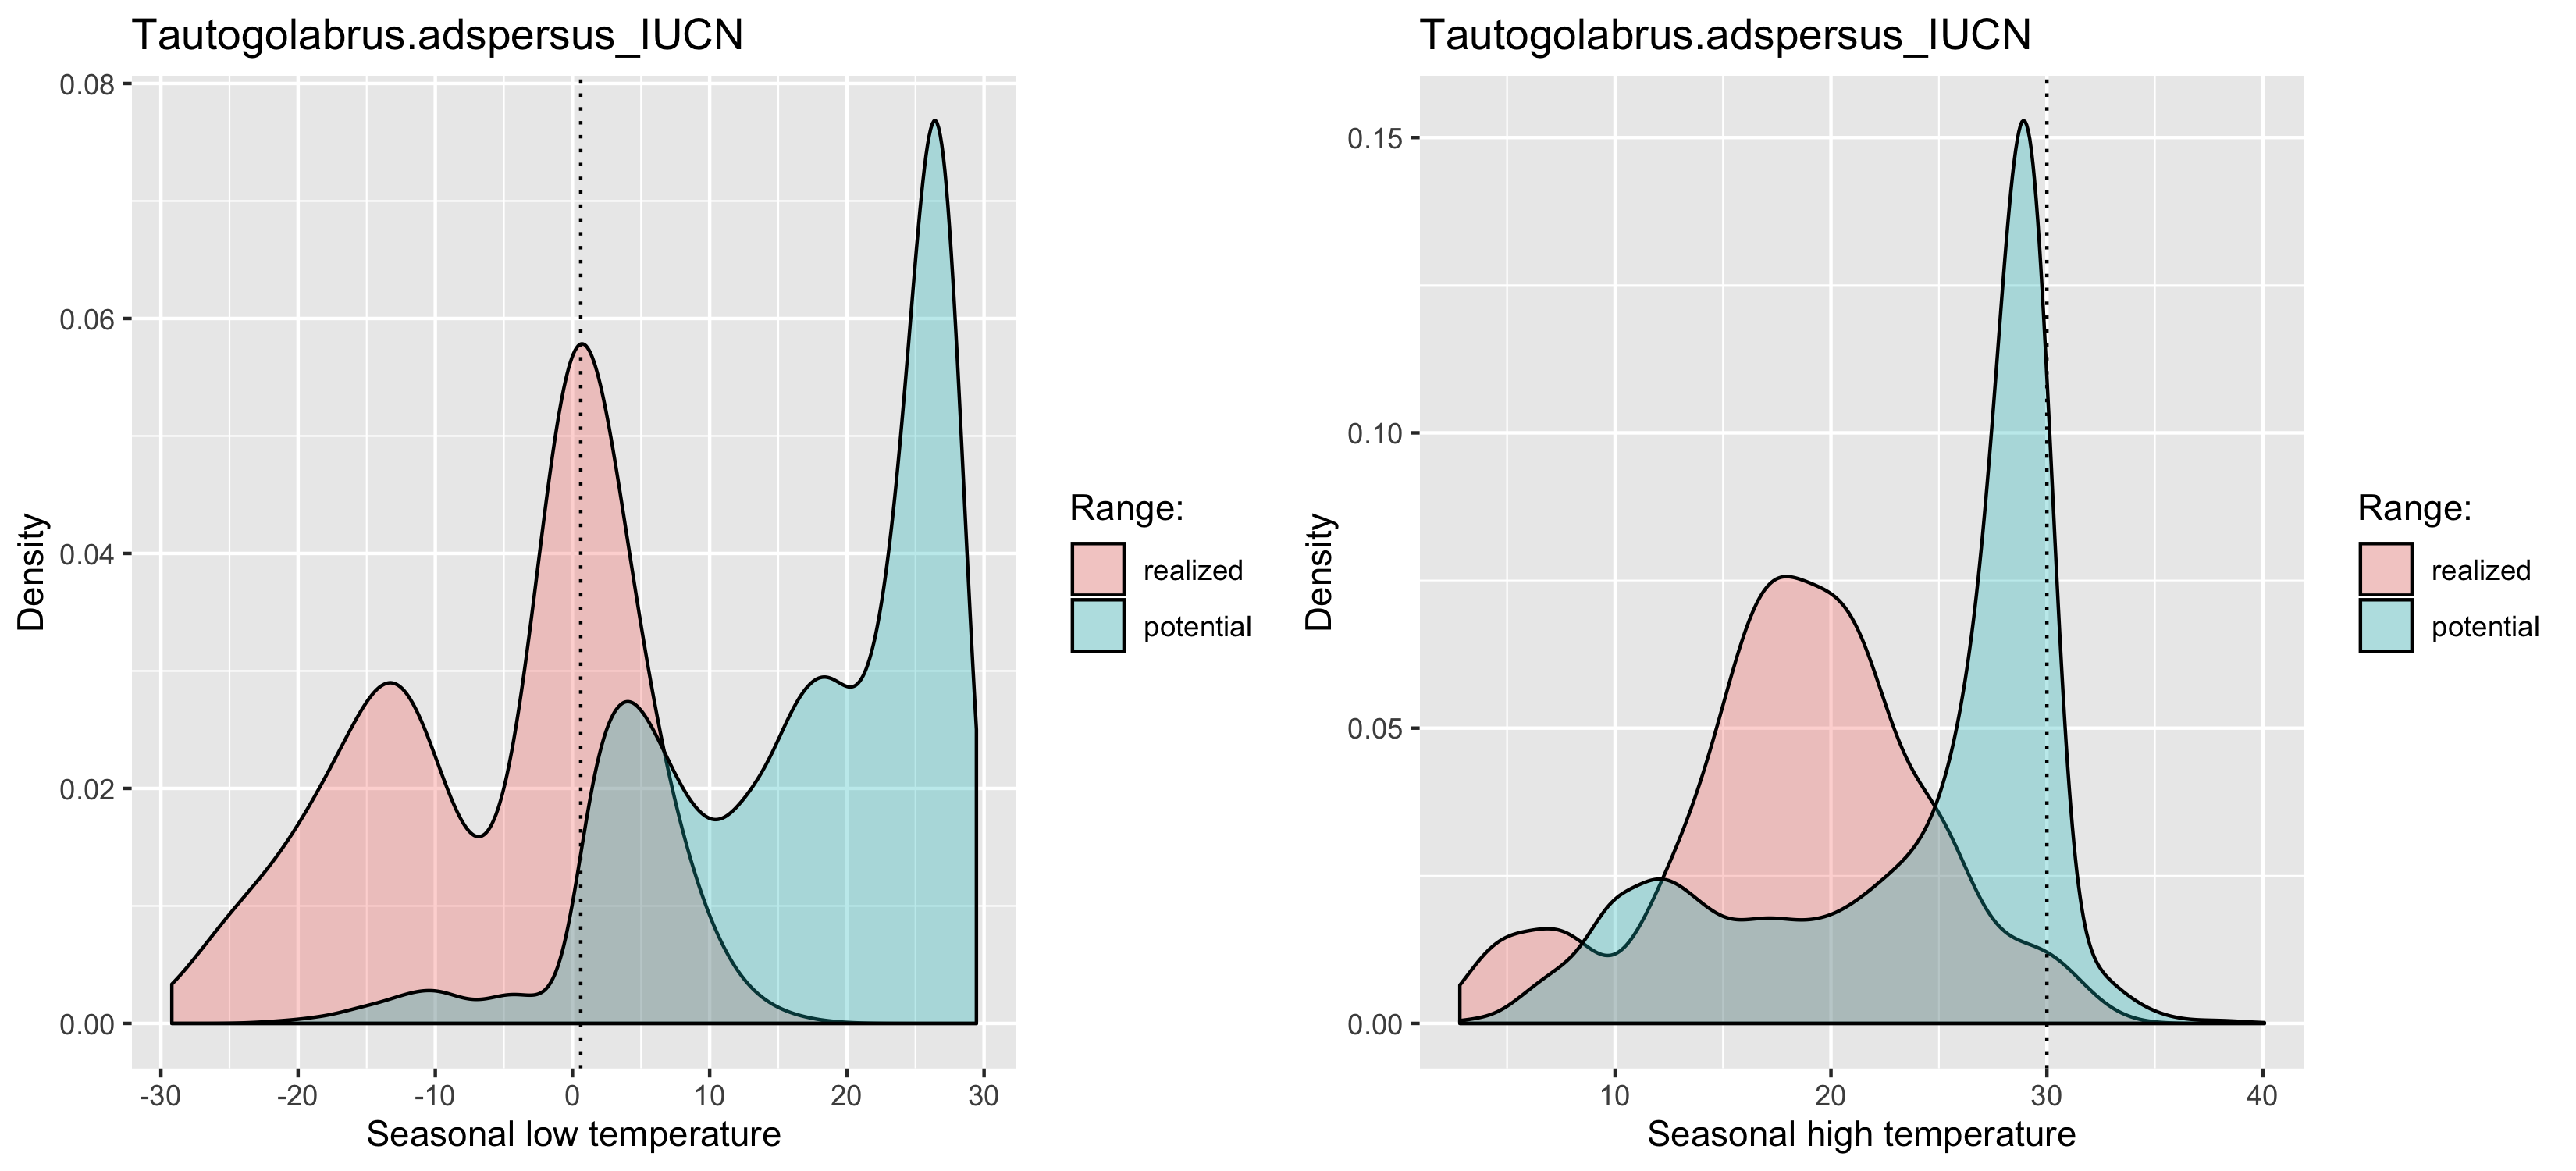 Tautogolabrus.adspersus_IUCN
0.08
0.06
0.04
0.02
0.00
Density
-30 -20 -10 0 10 20 30
Seasonal low temperature
Range:
realized
potential
Tautogolabrus.adspersus_IUCN
0.15
0.10
0.05
0.00
Density
10 20 30 40
Seasonal high temperature
Range:
realized
potential